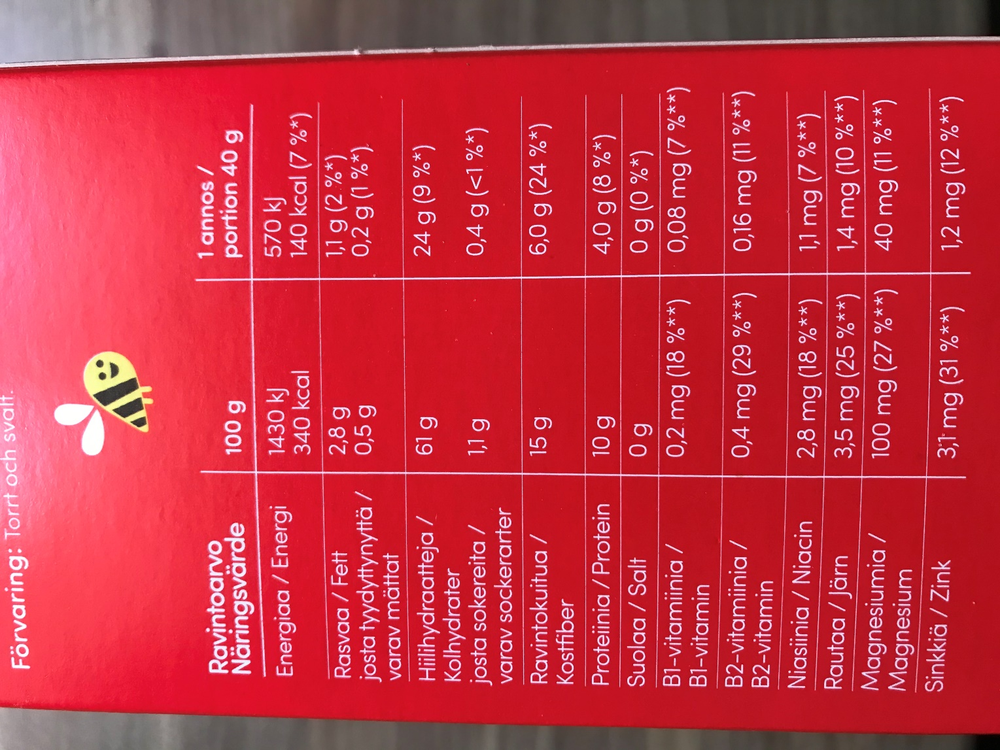 Förvaring: Torrt och svalt.
Ravintoarvo
Näringsvärde 100 g 1 annos /
portion 40 g
Energiaa / Energi 1430 kJ 570 kJ
340 kcal 140 kcal (7 %*)
Rasvaa / Fett 2,8 g 1,1 g (2 %*)
josta tyydyttynyttä / 0,5 g 0,2 g (1 %*)
varav mättat
Hiilihydraatteja / 61 g 24 g (9 %*)
Kolhydrater
josta sokereita / 1,1 g 0,4 g (<1 %*)
varav sockerarter
Ravintokuitua / 15 g 6,0 g (24 %*)
Kostfiber
Proteiinia / Protein 10 g 4,0 g (8 %*)
Suolaa / Salt 0 g 0 g (0 %*)
B1-vitamiinia / 0,2 mg (18 %**) 0,08 mg (7 %**)
B1-vitamin
B2-vitamiinia / 0,4 mg (29 %**) 0,16 mg (11 %**)
B2-vitamin
Niasiinia / Niacin 2,8 mg (18 %**) 1,1 mg (7 %**)
Rautaa / Järn 3,5 mg (25 %**) 1,4 mg (10 %**)
Magnesiumia / 100 mg (27 %**) 40 mg (11 %**)
Magnesium
Sinkkiä / Zink 3,1 mg (31 %**) 1,2 mg (12 %**)